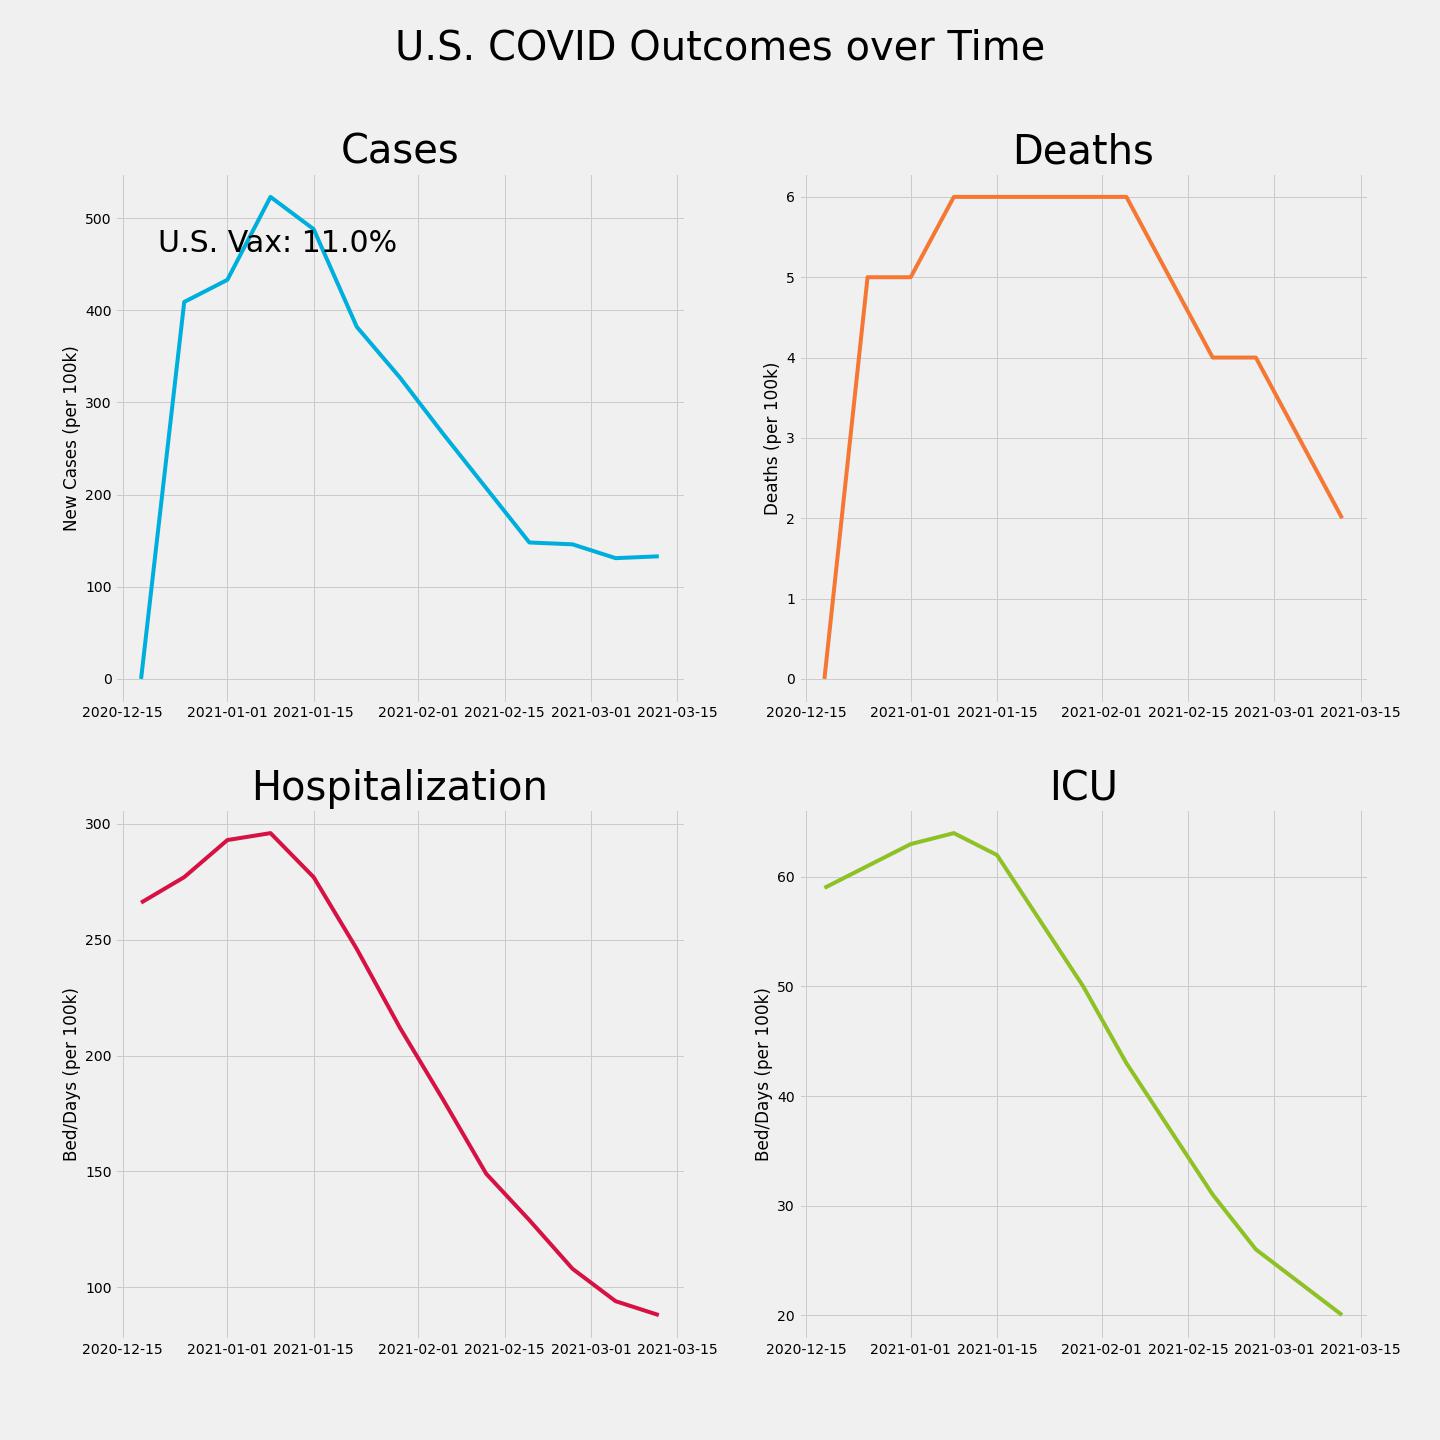 U.S. COVID Outcomes over Time
Cases
New Cases (per 100k)
500
400
300
200
100
0
U.S. Vax: 11.0%
2020-12-15 2021-01-01 2021-01-15 2021-02-01 2021-02-15 2021-03-01 2021-03-15
Deaths
Deaths (per 100k)
6
5
4
3
2
1
0
2020-12-15 2021-01-01 2021-01-15 2021-02-01 2021-02-15 2021-03-01 2021-03-15
Hospitalization
Bed/Days (per 100k)
300
250
200
150
100
2020-12-15 2021-01-01 2021-01-15 2021-02-01 2021-02-15 2021-03-01 2021-03-15
ICU
Bed/Days (per 100k)
60
50
40
30
20
2020-12-15 2021-01-01 2021-01-15 2021-02-01 2021-02-15 2021-03-01 2021-03-15